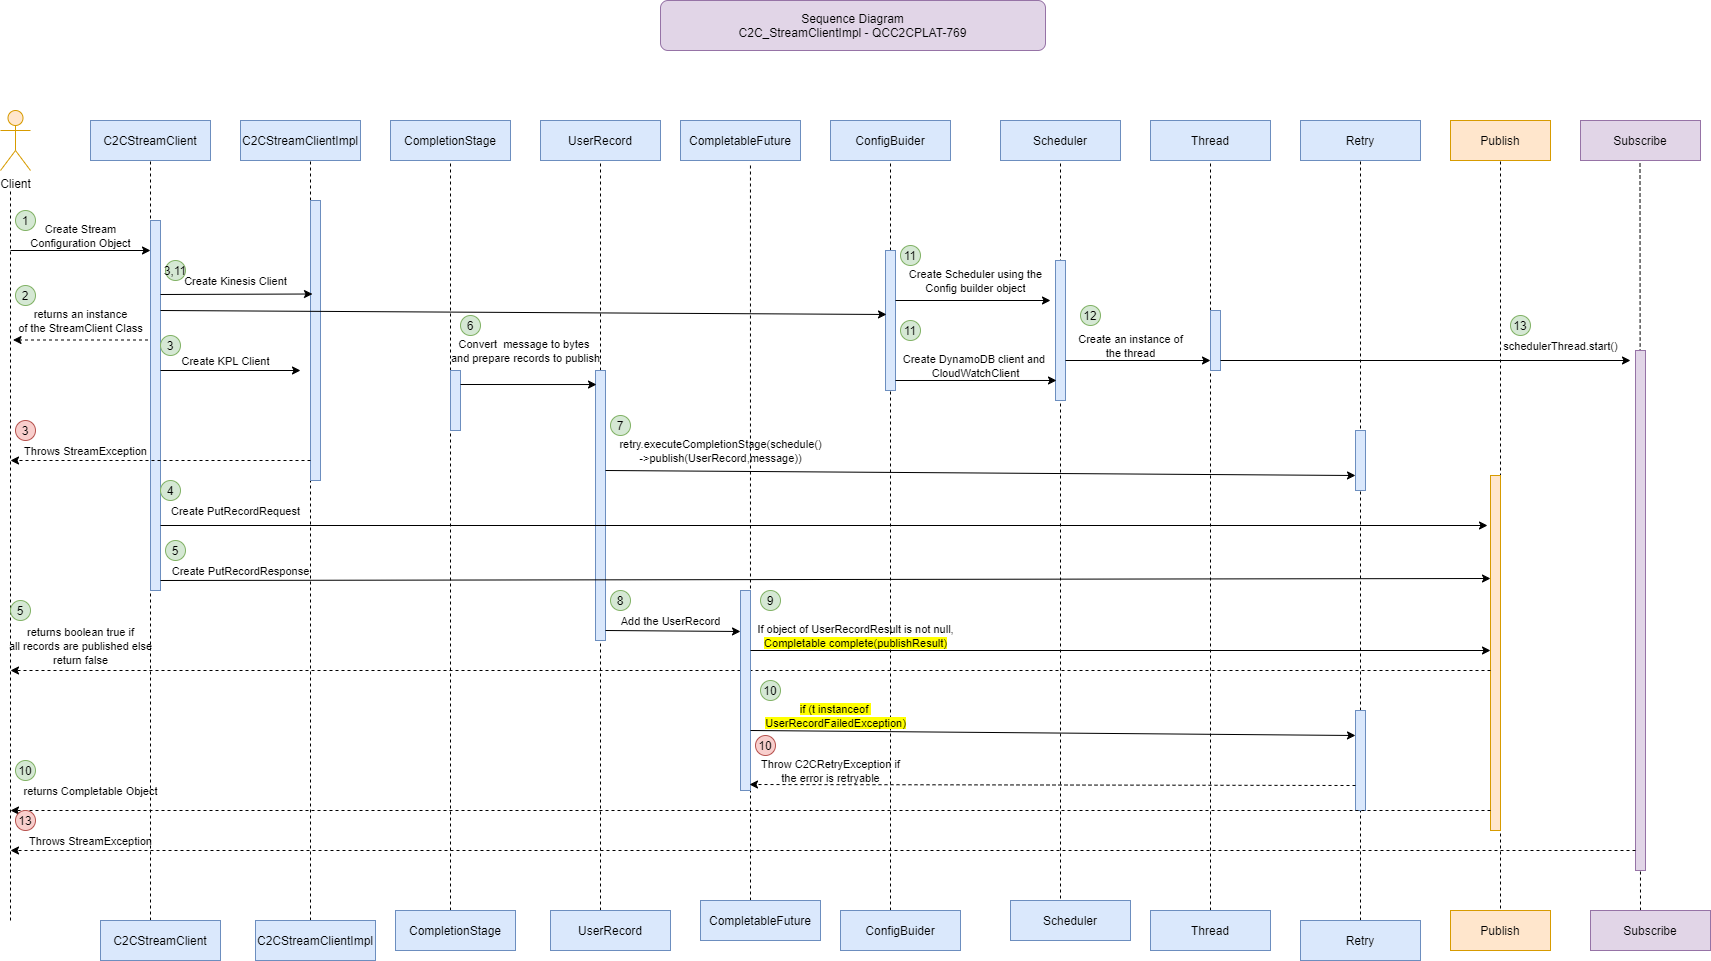 Sequence Diagram
C2C_StreamClientImpl - QCC2CPLAT-769
Client
C2CStreamClient
C2CStreamClientImpl
CompletionStage
UserRecord
CompletableFuture
ConfigBuider
Scheduler
Thread
Retry
Publish
Subscribe
1
Create Stream
Configuration Object
3,11
Create Kinesis Client
2
returns an instance
of the StreamClient Class
3
Create KPL Client
6
Convert  message to bytes
and prepare records to publish
11
Create Scheduler using the
Config builder object
11
Create DynamoDB client and
CloudWatchClient
12
Create an instance of
the thread
13
schedulerThread.start()
3
Throws StreamException
7
retry.executeCompletionStage(schedule()
->publish(UserRecord,message))
4
Create PutRecordRequest
5
Create PutRecordResponse
5
returns boolean true if
all records are published else
return false
8
Add the UserRecord
9
If object of UserRecordResult is not null,
Completable complete(publishResult)
10
if (t instanceof
UserRecordFailedException)
10
Throw C2CRetryException if
the error is retryable
10
returns Completable Object
13
Throws StreamException
C2CStreamClient
C2CStreamClientImpl
CompletionStage
UserRecord
CompletableFuture
ConfigBuider
Scheduler
Thread
Retry
Publish
Subscribe